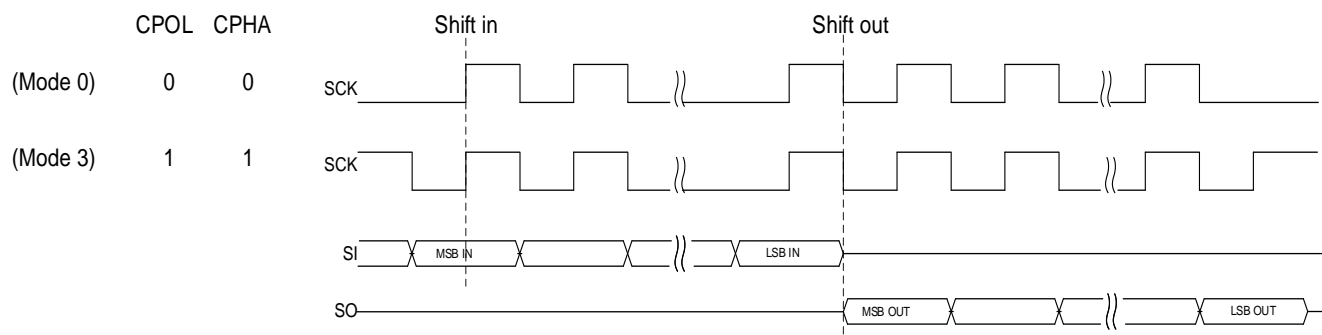 CPOL CPHA Shift in Shift out
(Mode 0) 0 0 SCK
(Mode 3) 1 1 SCK
SI MSB IN LSB IN
SO MSB OUT LSB OUT